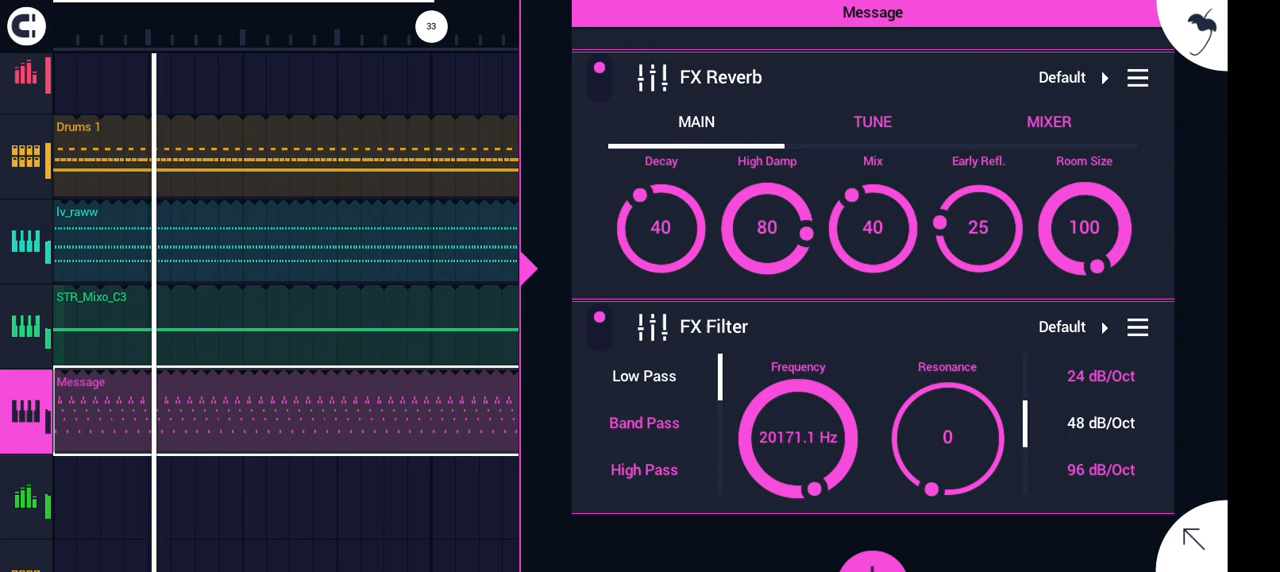 Message
33
FX Reverb
Default
MAIN
TUNE
MIXER
Decay
High Damp
Mix
Early Refl.
Room Size
40
80
40
25
100
FX Filter
Default
Low Pass
Band Pass
High Pass
Frequency
20171.1 Hz
Resonance
0
24 dB/Oct
48 dB/Oct
96 dB/Oct
Drums 1
lv_raww
STR_Mixo_C3
Message